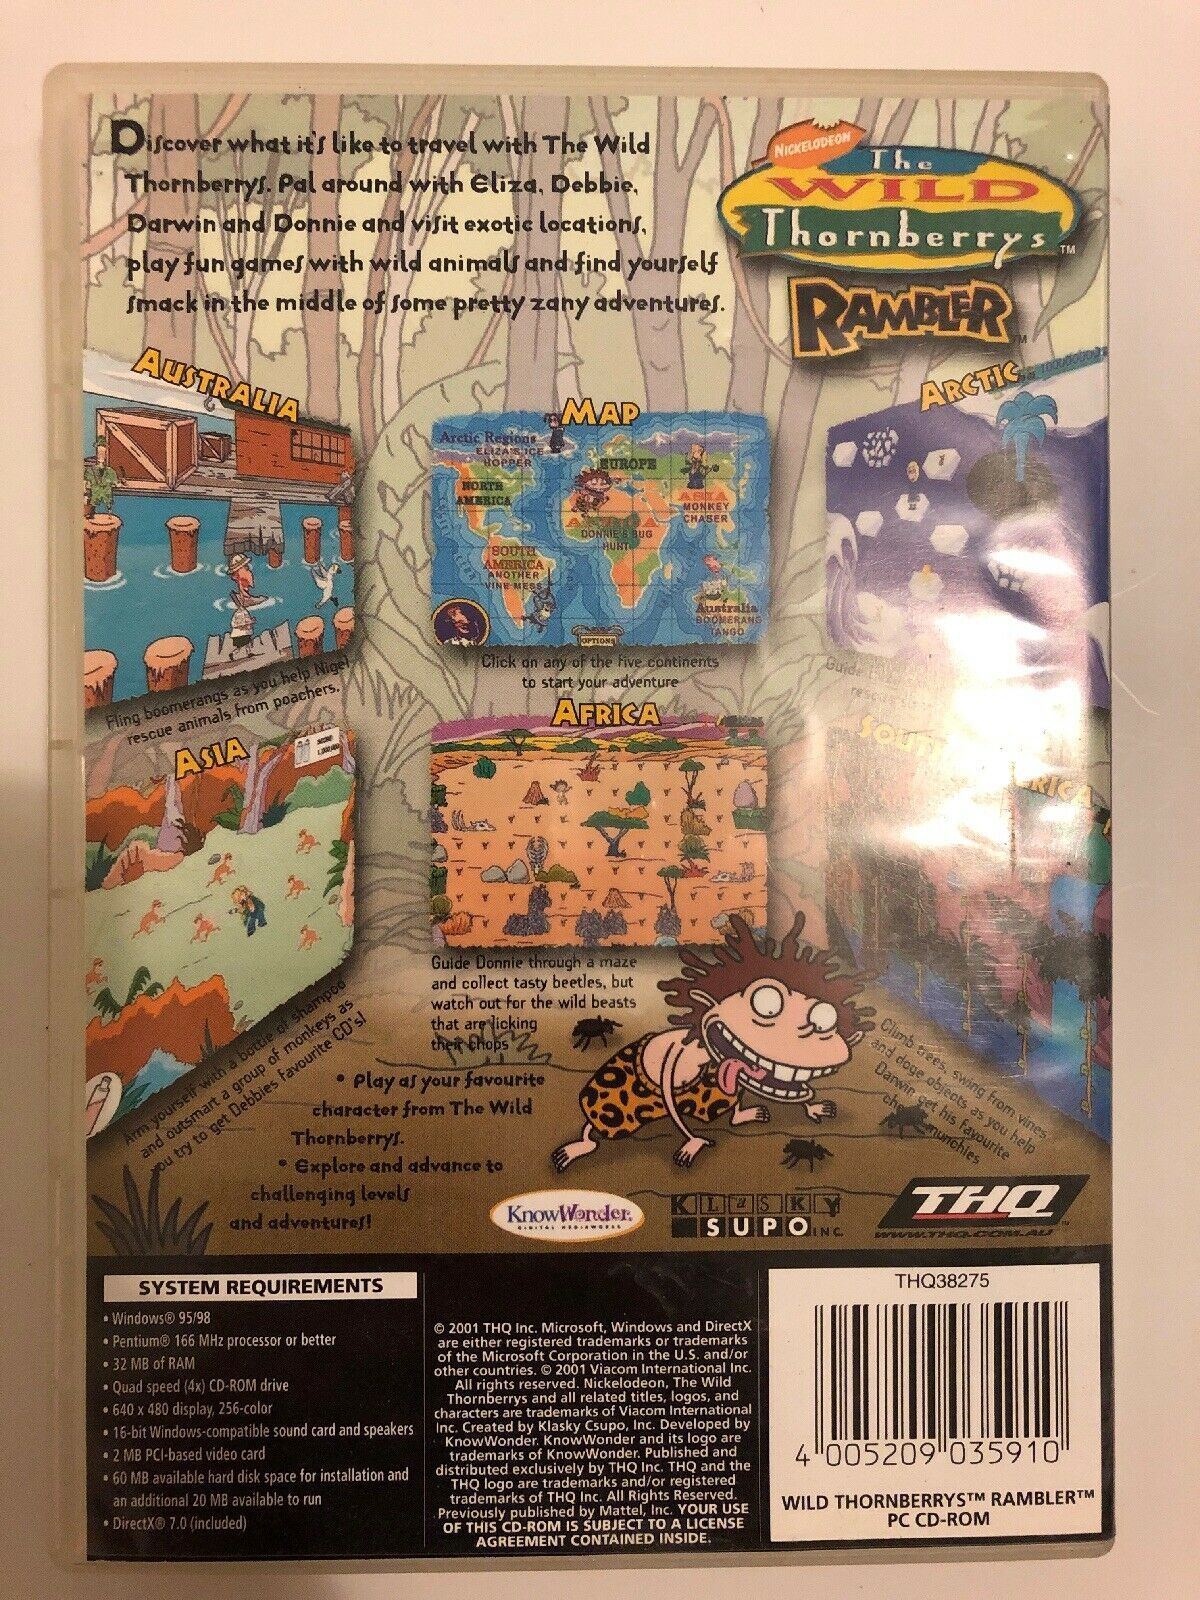 Discover what it's like to travel with The Wild
Thornberrys. Pal around with Eliza, Debbie,
Darwin and Donnie and visit exotic locations,
play fun games with wild animals and find yourself
smack in the middle of some pretty zany adventures.
NICKELODEON
The
WILD
Thornberrys™
RAMBLER™
AUSTRALIA
Fling boomerangs as you help Nigel
rescue animals from poachers.
MAP
Arctic Regions
ELIZA'S ICE
HOPPER
NORTH
AMERICA
EUROPE
ASIA
MONKEY
CHASER
AFRICA
DONNIE'S BUG
HUNT
SOUTH
AMERICA
ANOTHER
VINE MESS
Australia
BOOMERANG
TANGO
OPTIONS
Click on any of the five continents
to start your adventure
ARCTIC
Guide
rescue
ASIA
Arm yourself with a bottle of shampoo
and outsmart a group of monkeys as
you try to get Debbies favourite CD's!
AFRICA
Guide Donnie through a maze
and collect tasty beetles, but
watch out for the wild beasts
that are licking
their chops
SOUTH
Climb trees, swing from vines
and doge objects as you help
Darwin get his favourite
munchies
• Play as your favourite
character from The Wild
Thornberrys.
• Explore and advance to
challenging levels
and adventures!
KnowWonder
DIGITAL MEDIAWORKS
KLASKY
CSUPO INC.
THQ™
WWW.THQ.COM.AU
SYSTEM REQUIREMENTS
• Windows® 95/98
• Pentium® 166 MHz processor or better
• 32 MB of RAM
• Quad speed (4x) CD-ROM drive
• 640 x 480 display, 256-color
• 16-bit Windows-compatible sound card and speakers
• 2 MB PCI-based video card
• 60 MB available hard disk space for installation and
an additional 20 MB available to run
• DirectX® 7.0 (included)
© 2001 THQ Inc. Microsoft, Windows and DirectX
are either registered trademarks or trademarks
of the Microsoft Corporation in the U.S. and/or
other countries. © 2001 Viacom International Inc.
All rights reserved. Nickelodeon, The Wild
Thornberrys and all related titles, logos, and
characters are trademarks of Viacom International
Inc. Created by Klasky Csupo, Inc. Developed by
KnowWonder. KnowWonder and its logo are
trademarks of KnowWonder. Published and
distributed exclusively by THQ Inc. THQ and the
THQ logo are trademarks and/or registered
trademarks of THQ Inc. All Rights Reserved.
Previously published by Mattel, Inc. YOUR USE
OF THIS CD-ROM IS SUBJECT TO A LICENSE
AGREEMENT CONTAINED INSIDE.
THQ38275
4 005209 035910
WILD THORNBERRYS™ RAMBLER™
PC CD-ROM